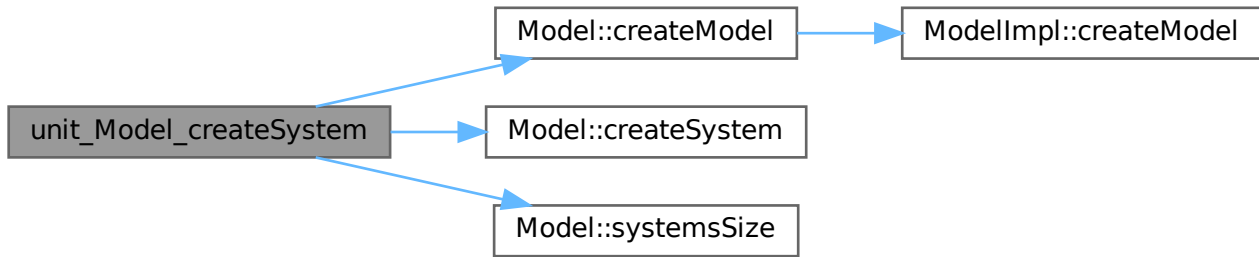 Model::createModel
ModelImpl::createModel
unit_Model_createSystem
Model::createSystem
Model::systemsSize